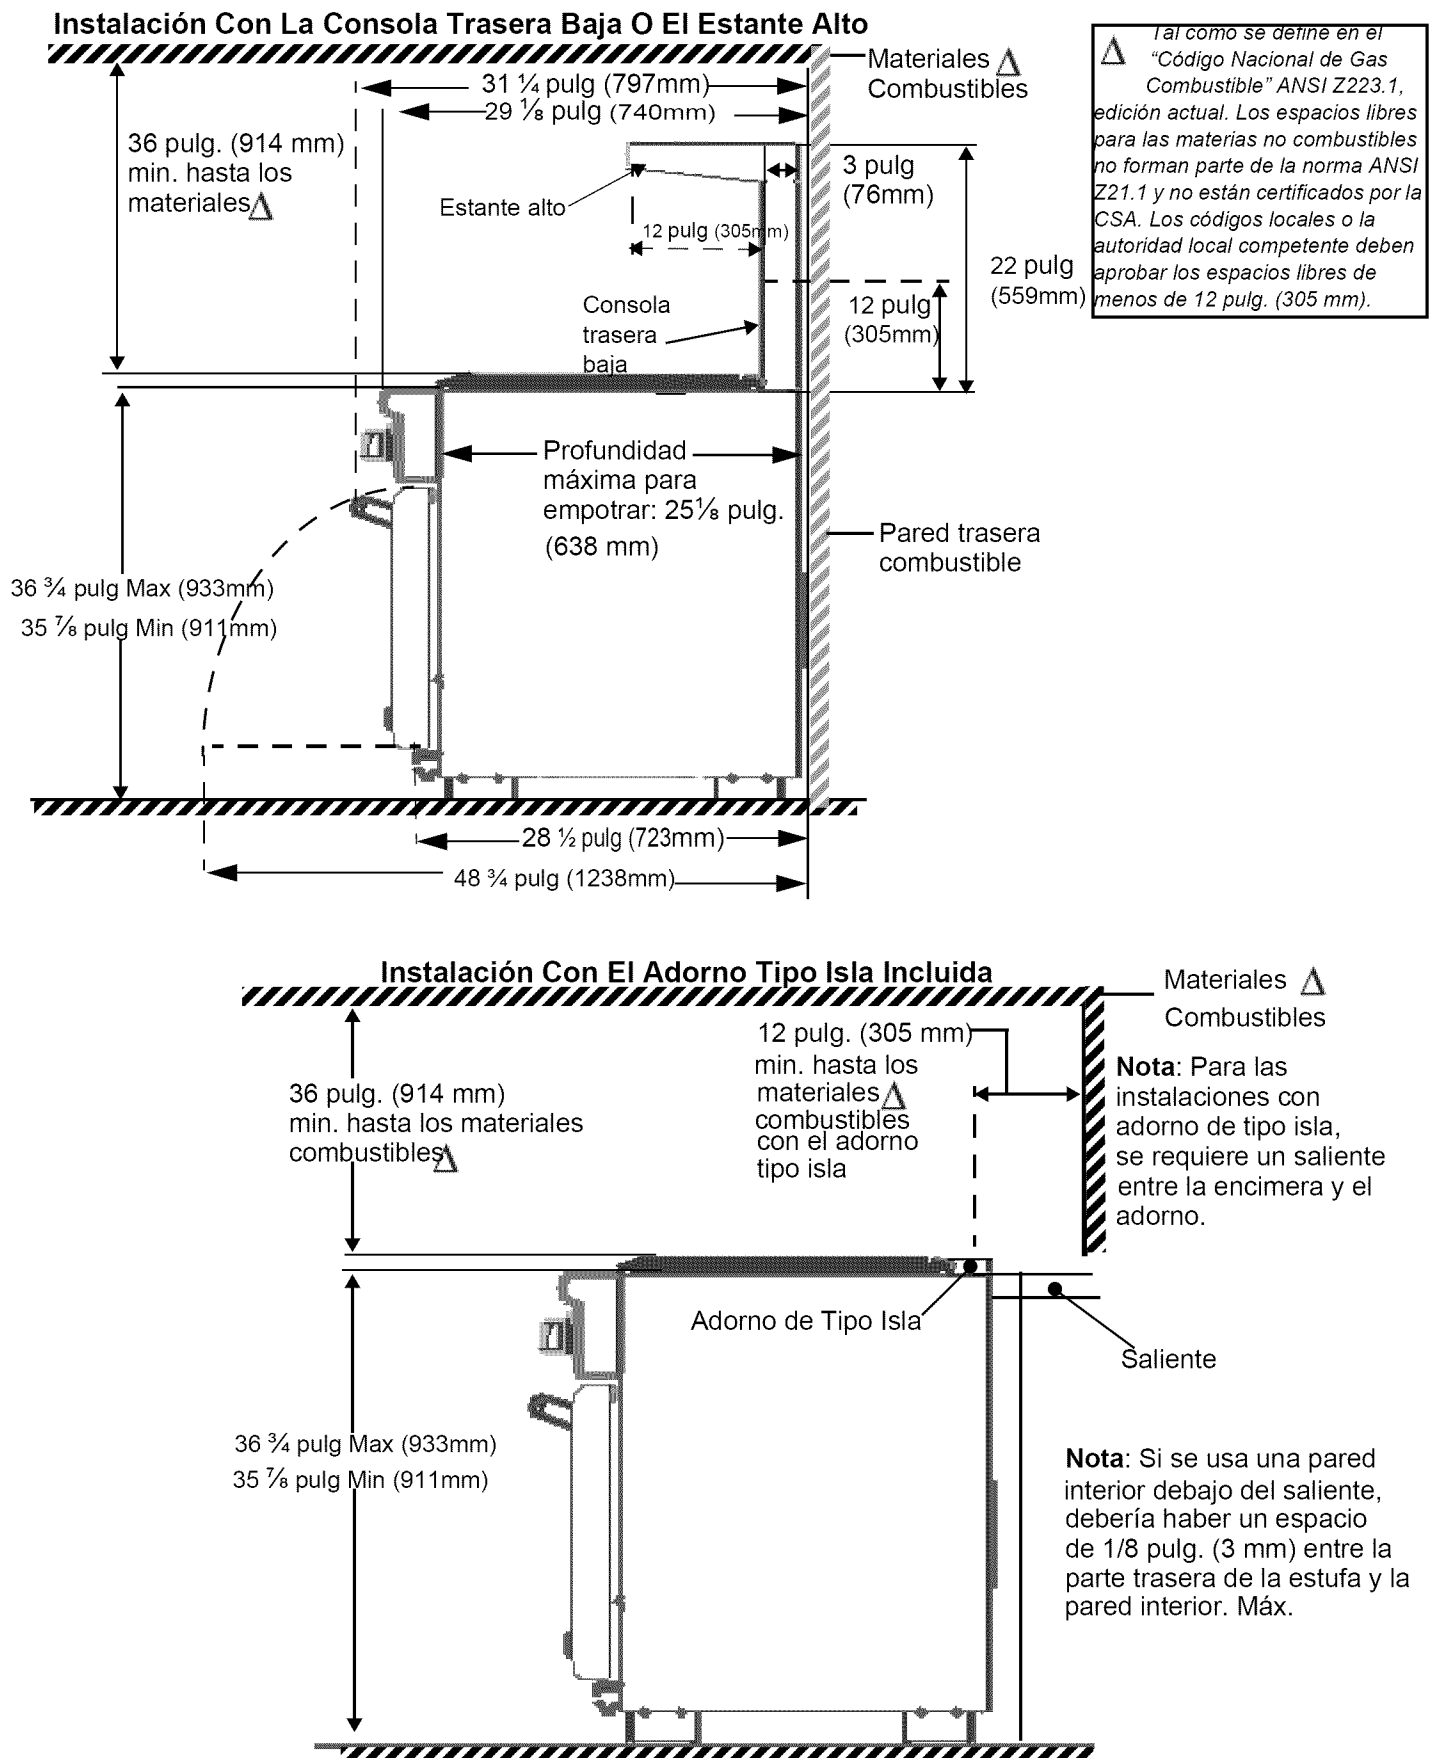 Instalación Con La Consola Trasera Baja O El Estante Alto
Materiales Δ
Combustibles
31 ¼ pulg (797mm)
29 ⅛ pulg (740mm)
36 pulg. (914 mm)
min. hasta los
materiales Δ
Estante alto
12 pulg (305mm)
3 pulg
(76mm)
22 pulg
(559mm)
12 pulg
(305mm)
Consola
trasera
baja
Δ Tal como se define en el
“Código Nacional de Gas
Combustible” ANSI Z223.1,
edición actual. Los espacios libres
para las materias no combustibles
no forman parte de la norma ANSI
Z21.1 y no están certificados por la
CSA. Los códigos locales o la
autoridad local competente deben
aprobar los espacios libres de
menos de 12 pulg. (305 mm).
Profundidad
máxima para
empotrar: 25⅛ pulg.
(638 mm)
Pared trasera
combustible
36 ¾ pulg Max (933mm)
35 ⅞ pulg Min (911mm)
28 ½ pulg (723mm)
48 ¾ pulg (1238mm)
Instalación Con El Adorno Tipo Isla Incluida
Materiales Δ
Combustibles
12 pulg. (305 mm)
min. hasta los
materiales Δ
combustibles
con el adorno
tipo isla
36 pulg. (914 mm)
min. hasta los materiales
combustibles Δ
Nota: Para las
instalaciones con
adorno de tipo isla,
se requiere un saliente
entre la encimera y el
adorno.
Adorno de Tipo Isla
Saliente
36 ¾ pulg Max (933mm)
35 ⅞ pulg Min (911mm)
Nota: Si se usa una pared
interior debajo del saliente,
debería haber un espacio
de 1/8 pulg. (3 mm) entre la
parte trasera de la estufa y la
pared interior. Máx.